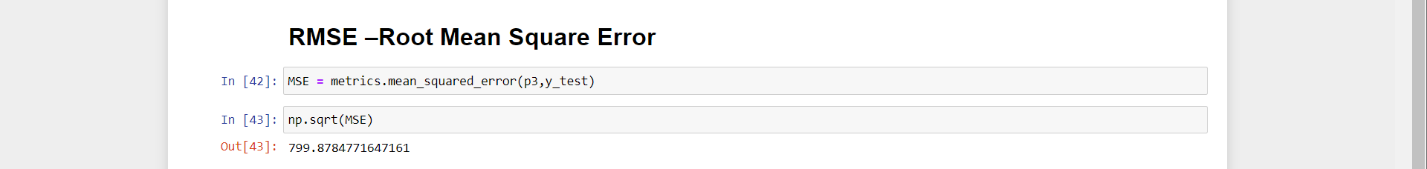 RMSE –Root Mean Square Error
In [42]: MSE = metrics.mean_squared_error(p3,y_test)
In [43]: np.sqrt(MSE)
Out[43]: 799.8784771647161